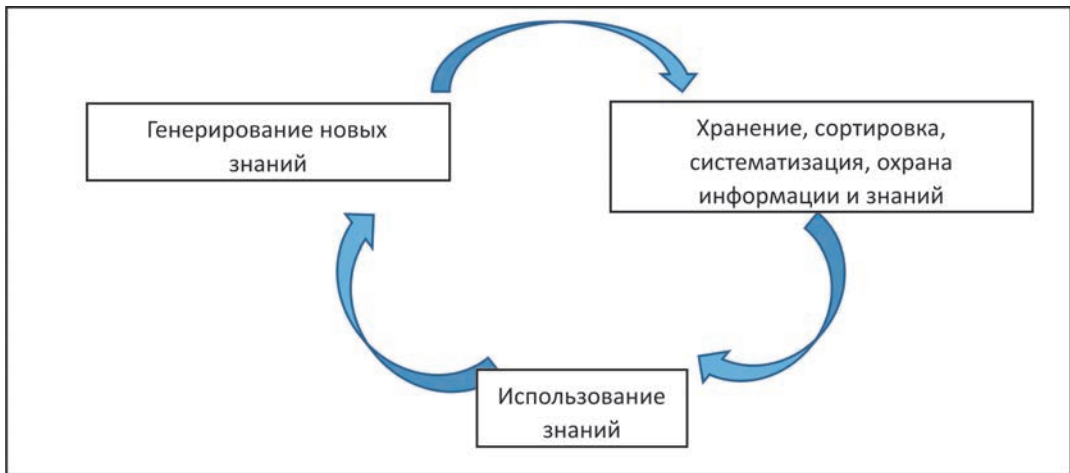 Генерирование новых
знаний
Хранение, сортировка,
систематизация, охрана
информации и знаний
Использование
знаний